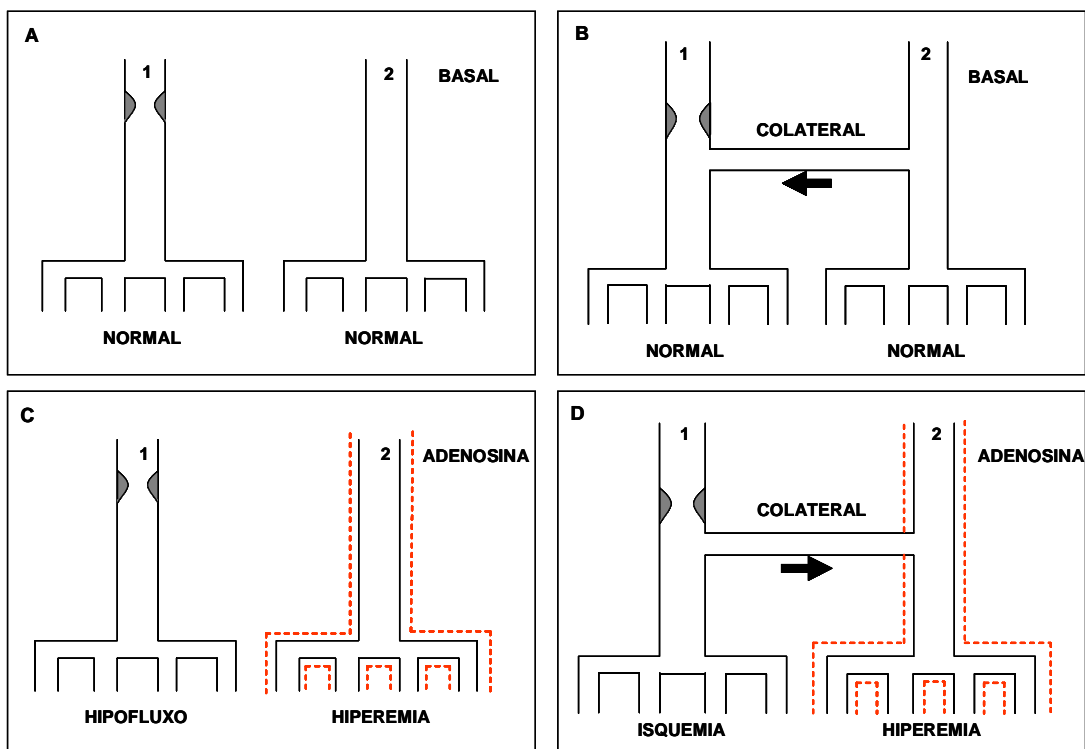 A
1
2
BASAL
NORMAL
NORMAL
B
1
2
BASAL
COLATERAL
NORMAL
NORMAL
C
1
2
ADENOSINA
HIPOFLUXO
HIPEREMIA
D
1
2
ADENOSINA
COLATERAL
ISQUEMIA
HIPEREMIA